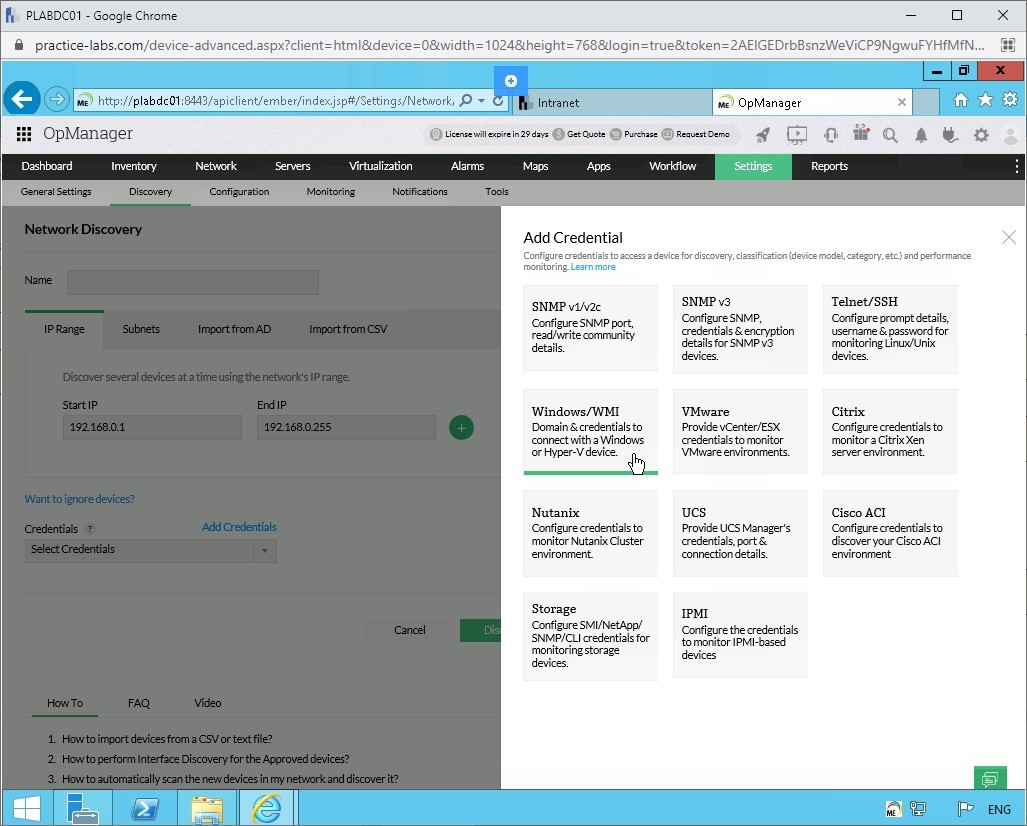 PLABDC01 - Google Chrome
practice-labs.com/device-advanced.aspx?client=html&device=0&width=1024&height=768&login=true&token=2AEIGEDrbBsnzWeViCP9NgwuFYHfMfN...
ME http://plabdc01:8443/apiclient/ember/index.jsp#/Settings/Network, Intranet ME OpManager
OpManager License will expire in 29 days Get Quote Purchase Request Demo
Dashboard Inventory Network Servers Virtualization Alarms Maps Apps Workflow Settings Reports
General Settings Discovery Configuration Monitoring Notifications Tools
Network Discovery
Name
IP Range Subnets Import from AD Import from CSV
Discover several devices at a time using the network's IP range.
Start IP End IP
192.168.0.1 192.168.0.255
Want to ignore devices?
Credentials ? Add Credentials
Select Credentials
Cancel Dis
How To FAQ Video
1. How to import devices from a CSV or text file?
2. How to perform Interface Discovery for the Approved devices?
3. How to automatically scan the new devices in my network and discover it?
Add Credential
Configure credentials to access a device for discovery, classification (device model, category, etc.) and performance
monitoring. Learn more
SNMP v1/v2c
Configure SNMP port,
read/write community
details.
SNMP v3
Configure SNMP,
credentials & encryption
details for SNMP v3
devices.
Telnet/SSH
Configure prompt details,
username & password for
monitoring Linux/Unix
devices.
Windows/WMI
Domain & credentials to
connect with a Windows
or Hyper-V device.
VMware
Provide vCenter/ESX
credentials to monitor
VMware environments.
Citrix
Configure credentials to
monitor a Citrix Xen
server environment.
Nutanix
Configure credentials to
monitor Nutanix Cluster
environment.
UCS
Provide UCS Manager's
credentials, port &
connection details.
Cisco ACI
Configure credentials to
discover your Cisco ACI
environment
Storage
Configure SMI/NetApp/
SNMP/CLI credentials for
monitoring storage
devices.
IPMI
Configure the credentials
to monitor IPMI-based
devices
ME ENG